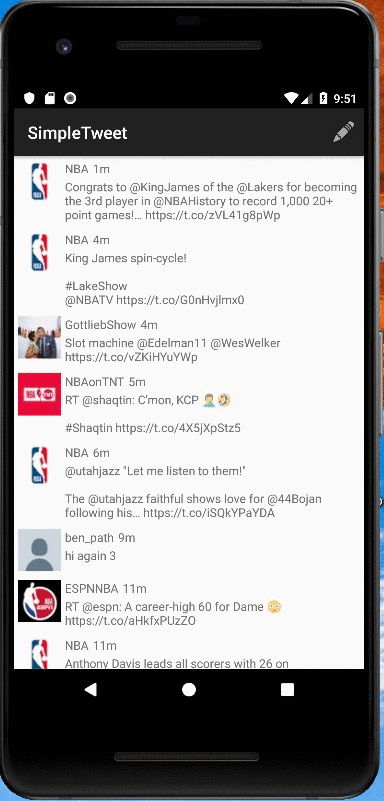 9:51
SimpleTweet
NBA 1m
Congrats to @KingJames of the @Lakers for becoming
the 3rd player in @NBAHistory to record 1,000 20+
point games!… https://t.co/zVL41g8pWp
NBA 4m
King James spin-cycle!
#LakeShow
@NBATV https://t.co/G0nHvjlmx0
GottliebShow 4m
Slot machine @Edelman11 @WesWelker
https://t.co/vZKiHYuYWp
NBAonTNT 5m
RT @shaqtin: C'mon, KCP 🤦🏼‍♂️🤣
#Shaqtin https://t.co/4X5jXpStz5
NBA 6m
@utahjazz "Let me listen to them!"
The @utahjazz faithful shows love for @44Bojan
following his… https://t.co/iSQkYPaYDA
ben_path 9m
hi again 3
ESPNNBA 11m
RT @espn: A career-high 60 for Dame 😳
https://t.co/aHkfxPUzZO
NBA 11m
Anthony Davis leads all scorers with 26 on